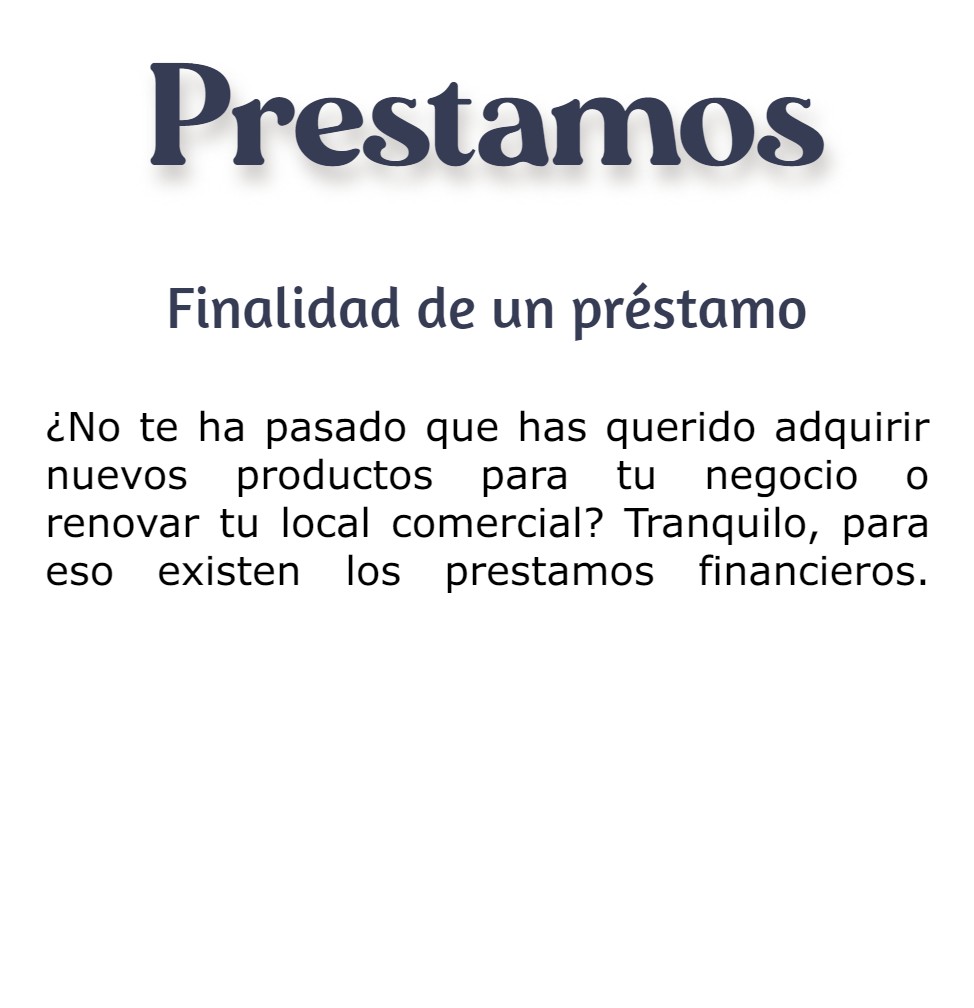 Prestamos
Finalidad de un préstamo
¿No te ha pasado que has querido adquirir
nuevos productos para tu negocio o
renovar tu local comercial? Tranquilo, para
eso existen los prestamos financieros.